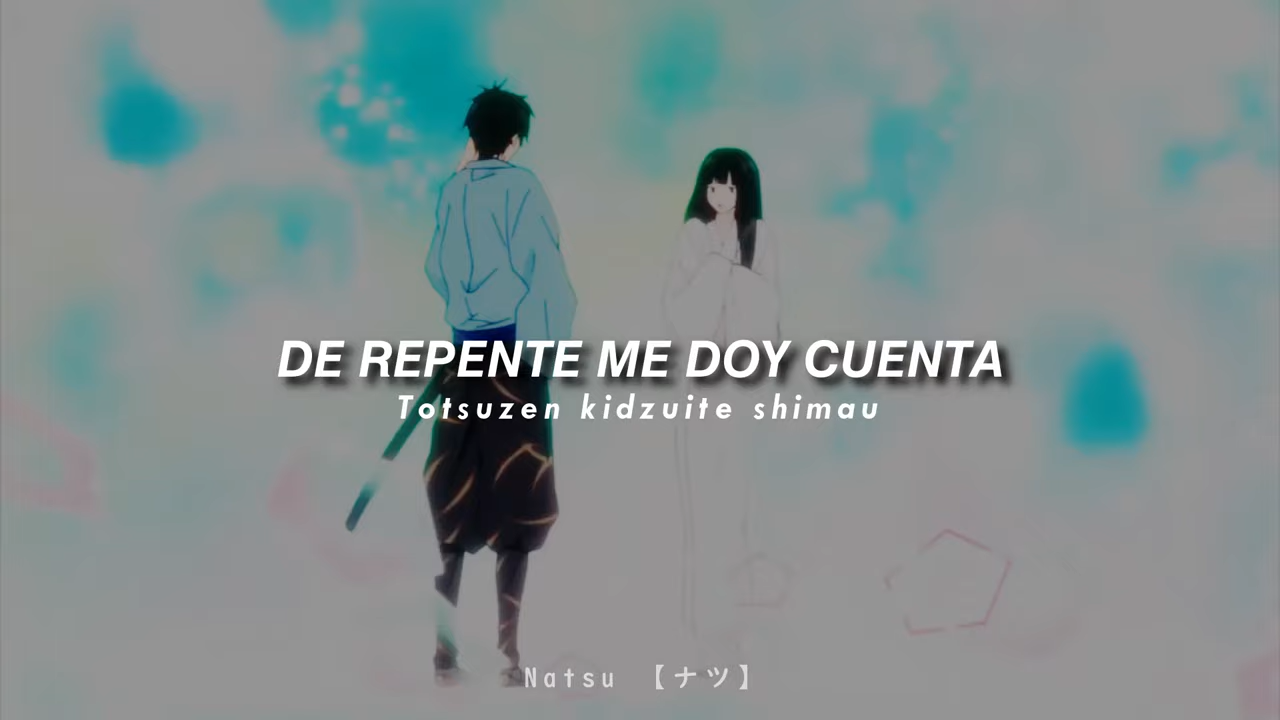 DE REPENTE ME DOY CUENTA
Totsuzen kidzuite shimau
Natsu 【ナツ】